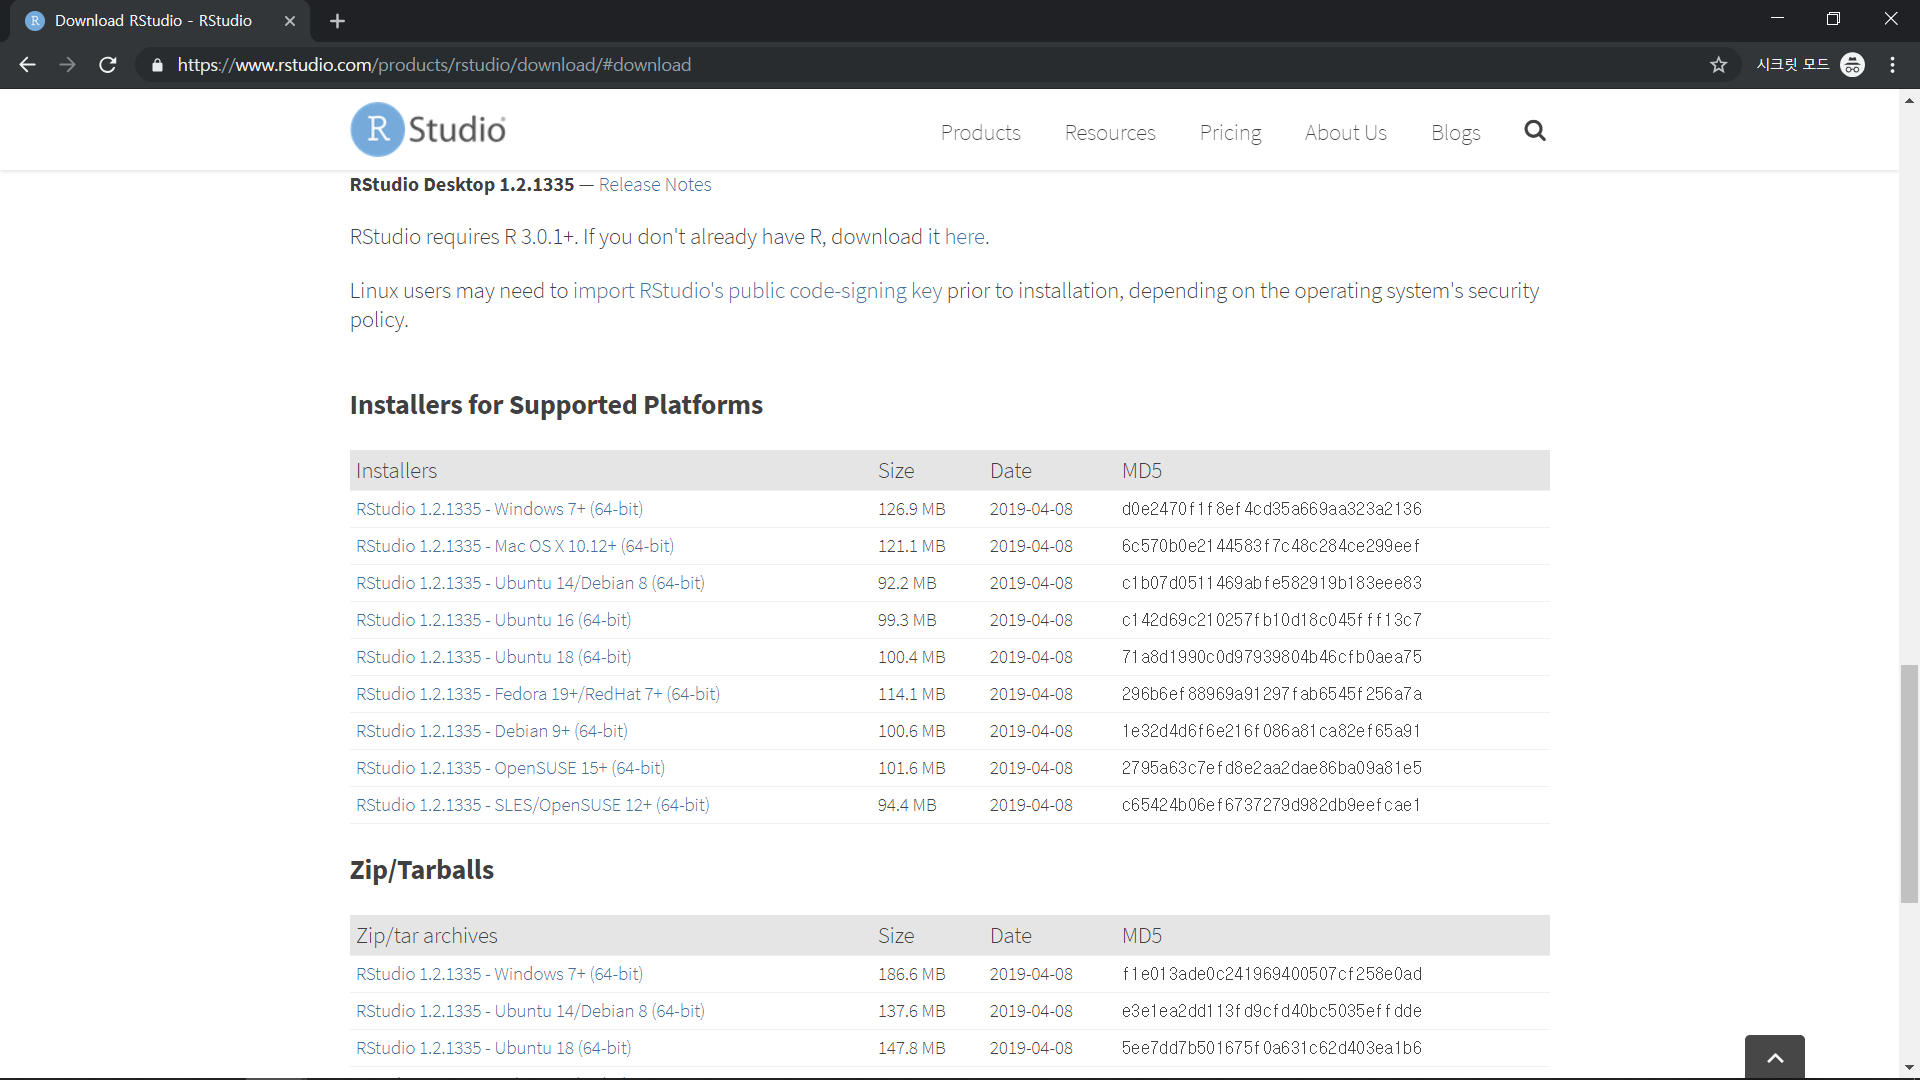 Download RStudio - RStudio
https://www.rstudio.com/products/rstudio/download/#download
시크릿 모드
R Studio
Products Resources Pricing About Us Blogs
RStudio Desktop 1.2.1335 — Release Notes
RStudio requires R 3.0.1+. If you don't already have R, download it here.
Linux users may need to import RStudio's public code-signing key prior to installation, depending on the operating system's security
policy.
Installers for Supported Platforms
Installers Size Date MD5
RStudio 1.2.1335 - Windows 7+ (64-bit) 126.9 MB 2019-04-08 d0e2470f1f8ef4cd35a669aa323a2136
RStudio 1.2.1335 - Mac OS X 10.12+ (64-bit) 121.1 MB 2019-04-08 6c570b0e2144583f7c48c284ce299eef
RStudio 1.2.1335 - Ubuntu 14/Debian 8 (64-bit) 92.2 MB 2019-04-08 c1b07d0511469abfe582919b183eee83
RStudio 1.2.1335 - Ubuntu 16 (64-bit) 99.3 MB 2019-04-08 c142d69c210257fb10d18c045fff13c7
RStudio 1.2.1335 - Ubuntu 18 (64-bit) 100.4 MB 2019-04-08 71a8d1990c0d97939804b46cfb0aea75
RStudio 1.2.1335 - Fedora 19+/RedHat 7+ (64-bit) 114.1 MB 2019-04-08 296b6ef88969a91297fab6545f256a7a
RStudio 1.2.1335 - Debian 9+ (64-bit) 100.6 MB 2019-04-08 1e32d4d6f6e216f086a81ca82ef65a91
RStudio 1.2.1335 - OpenSUSE 15+ (64-bit) 101.6 MB 2019-04-08 2795a63c7efd8e2aa2dae86ba09a81e5
RStudio 1.2.1335 - SLES/OpenSUSE 12+ (64-bit) 94.4 MB 2019-04-08 c65424b06ef6737279d982db9eefcae1
Zip/Tarballs
Zip/tar archives Size Date MD5
RStudio 1.2.1335 - Windows 7+ (64-bit) 186.6 MB 2019-04-08 f1e013ade0c241969400507cf258e0ad
RStudio 1.2.1335 - Ubuntu 14/Debian 8 (64-bit) 137.6 MB 2019-04-08 e3e1ea2dd113fd9cfd40bc5035effdde
RStudio 1.2.1335 - Ubuntu 18 (64-bit) 147.8 MB 2019-04-08 5ee7dd7b501675f0a631c62d403ea1b6